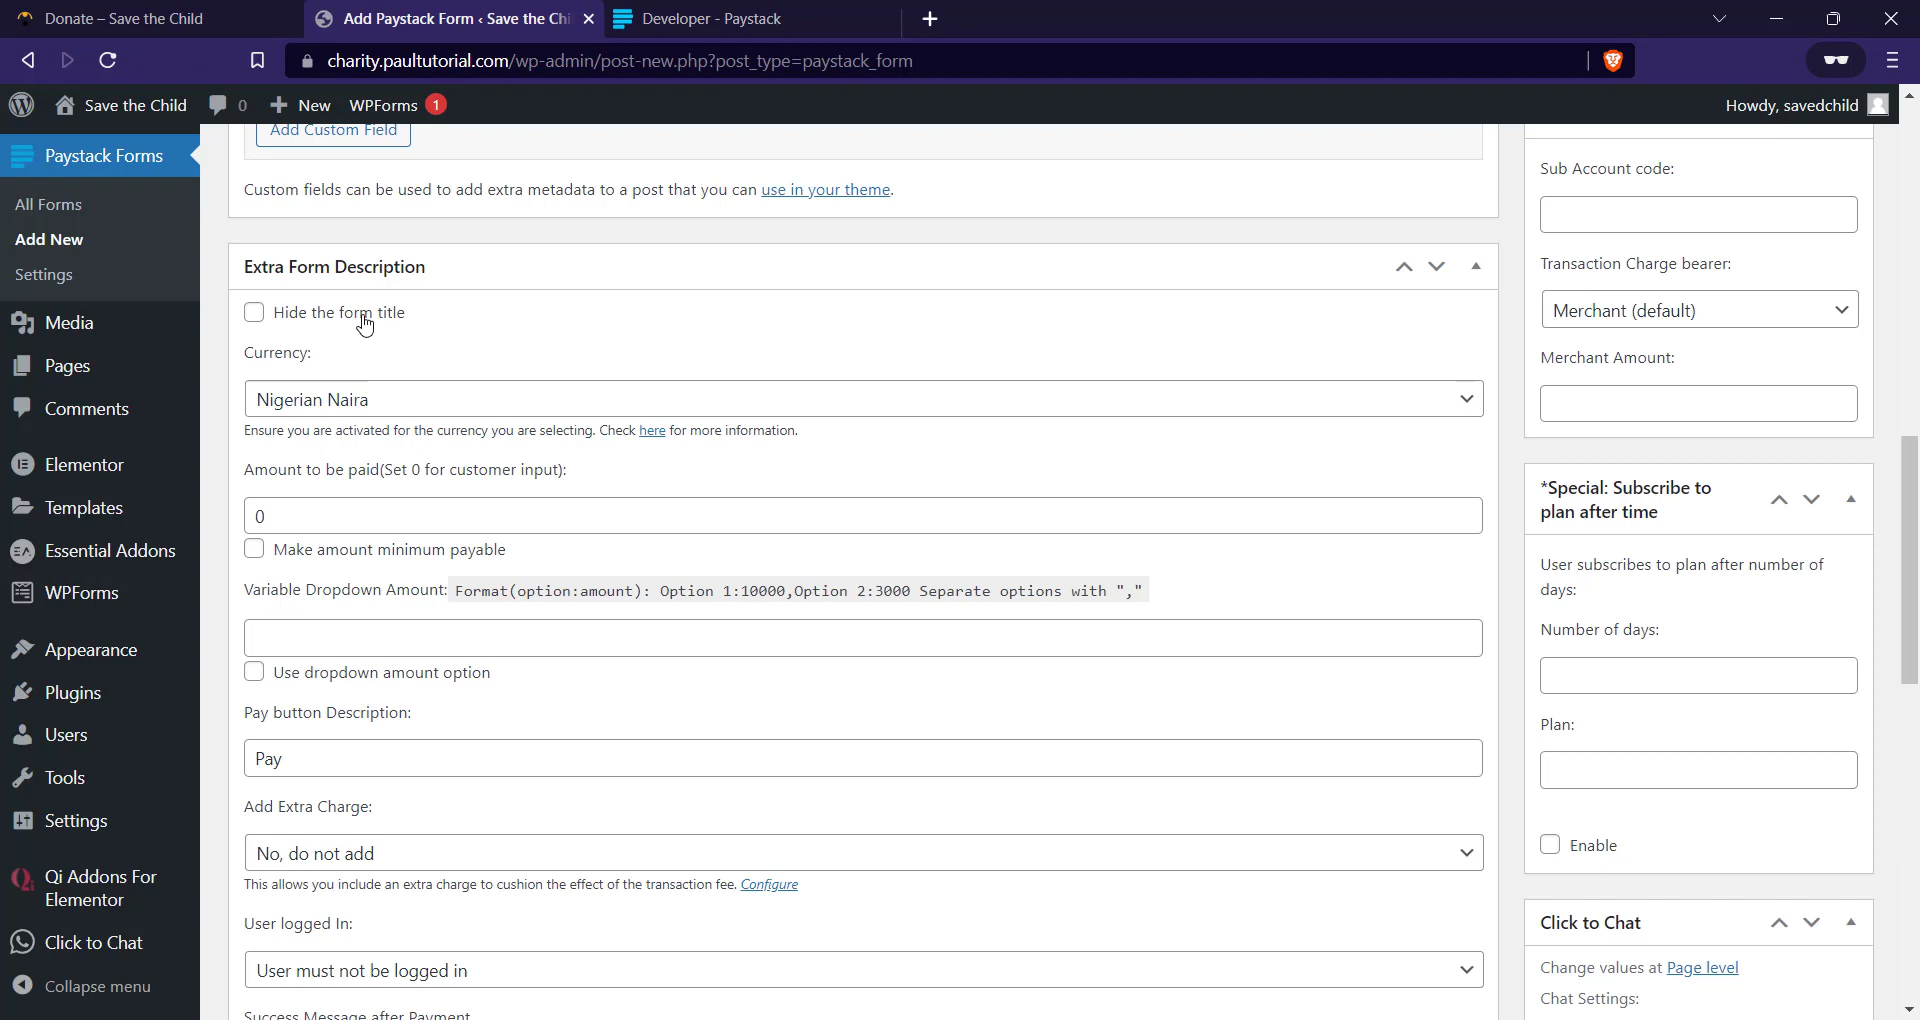 Donate – Save the Child
Add Paystack Form ‹ Save the Chi
Developer - Paystack
charity.paultutorial.com/wp-admin/post-new.php?post_type=paystack_form
Save the Child
0
New
WPForms 1
Howdy, savedchild
Paystack Forms
All Forms
Add New
Settings
Media
Pages
Comments
Elementor
Templates
Essential Addons
WPForms
Appearance
Plugins
Users
Tools
Settings
Qi Addons For
Elementor
Click to Chat
Collapse menu
Add Custom Field
Custom fields can be used to add extra metadata to a post that you can use in your theme.
Extra Form Description
Hide the form title
Currency:
Nigerian Naira
Ensure you are activated for the currency you are selecting. Check here for more information.
Amount to be paid(Set 0 for customer input):
0
Make amount minimum payable
Variable Dropdown Amount: Format(option:amount): Option 1:10000,Option 2:3000 Separate options with ","
Use dropdown amount option
Pay button Description:
Pay
Add Extra Charge:
No, do not add
This allows you include an extra charge to cushion the effect of the transaction fee. Configure
User logged In:
User must not be logged in
Success Message after Payment
Sub Account code:
Transaction Charge bearer:
Merchant (default)
Merchant Amount:
*Special: Subscribe to
plan after time
User subscribes to plan after number of
days:
Number of days:
Plan:
Enable
Click to Chat
Change values at Page level
Chat Settings: